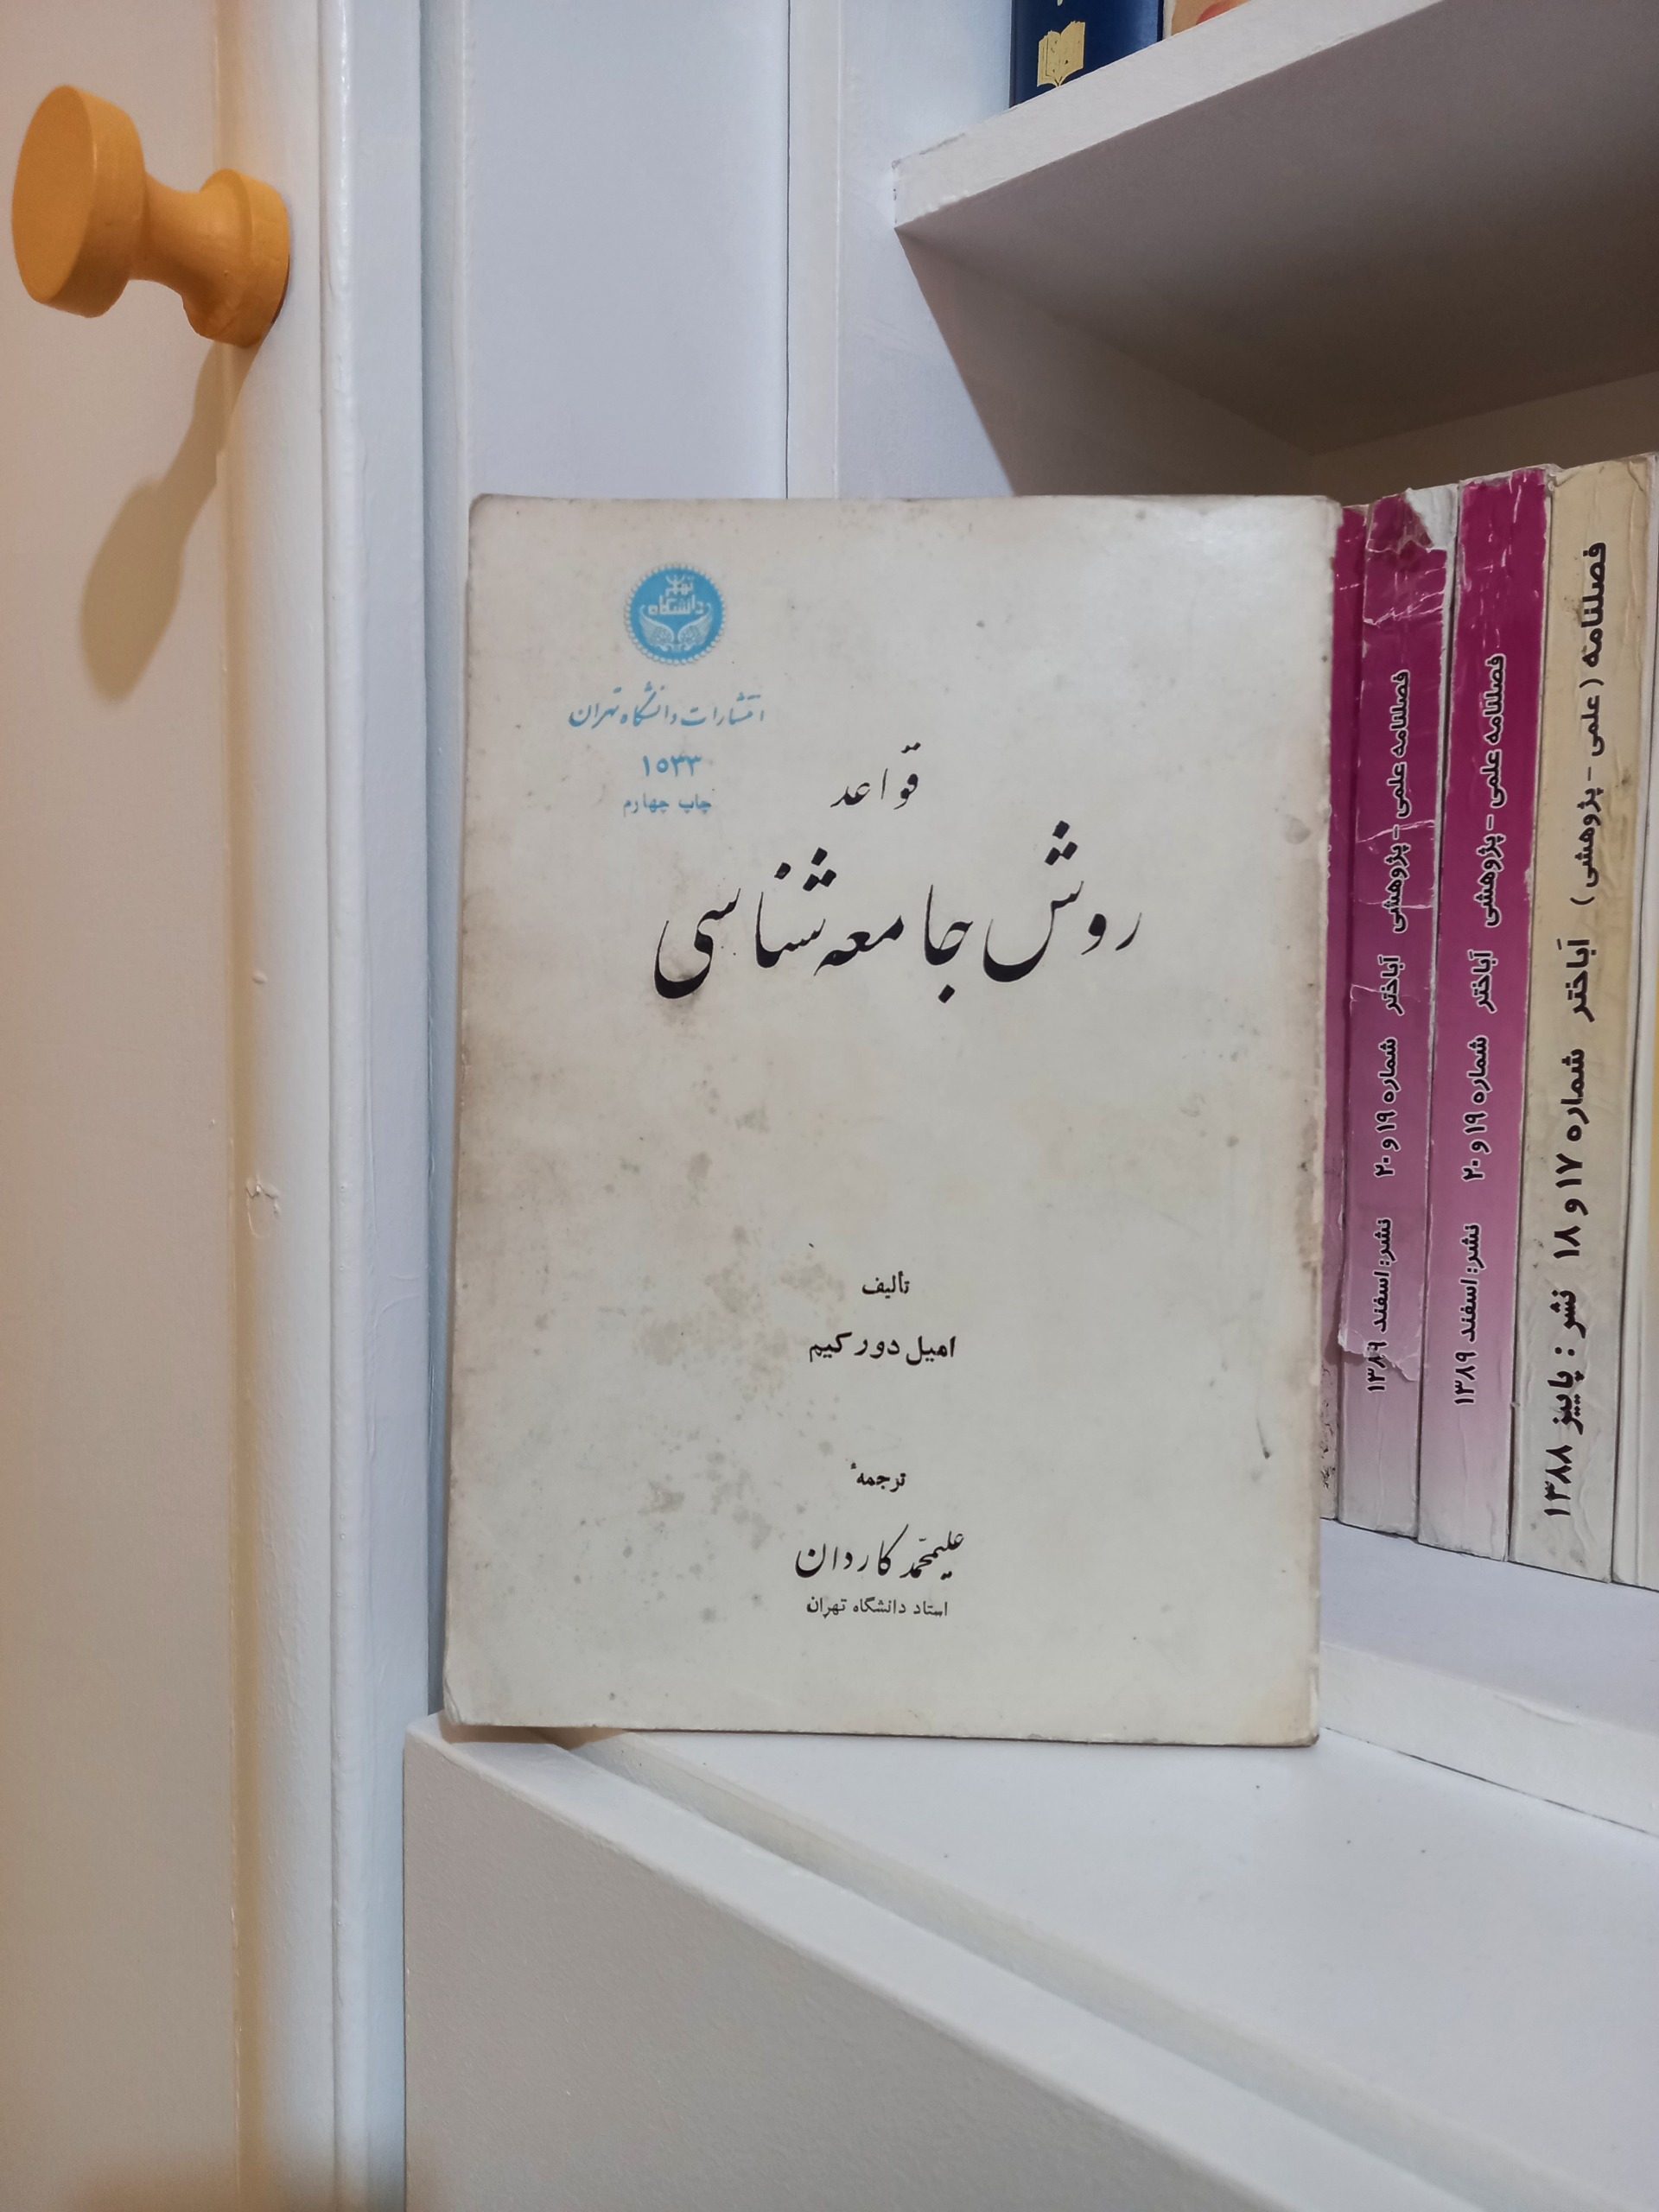 دانشگاه تهران
انتشارات دانشگاه تهران
۱۵۳۳
چاپ چهارم
قواعد
روش جامعه شناسی
تألیف
امیل دورکیم
ترجمهٔ
علیمحمد کاردان
استاد دانشگاه تهران
فصلنامه علمی - پژوهشی آباختر شماره ۱۹ و ۲۰ نشر: اسفند ۱۳۸۹
فصلنامه علمی - پژوهشی آباختر شماره ۱۹ و ۲۰ نشر: اسفند ۱۳۸۹
فصلنامه (علمی - پژوهشی) آباختر شماره ۱۷ و ۱۸ نشر : پاییز ۱۳۸۸